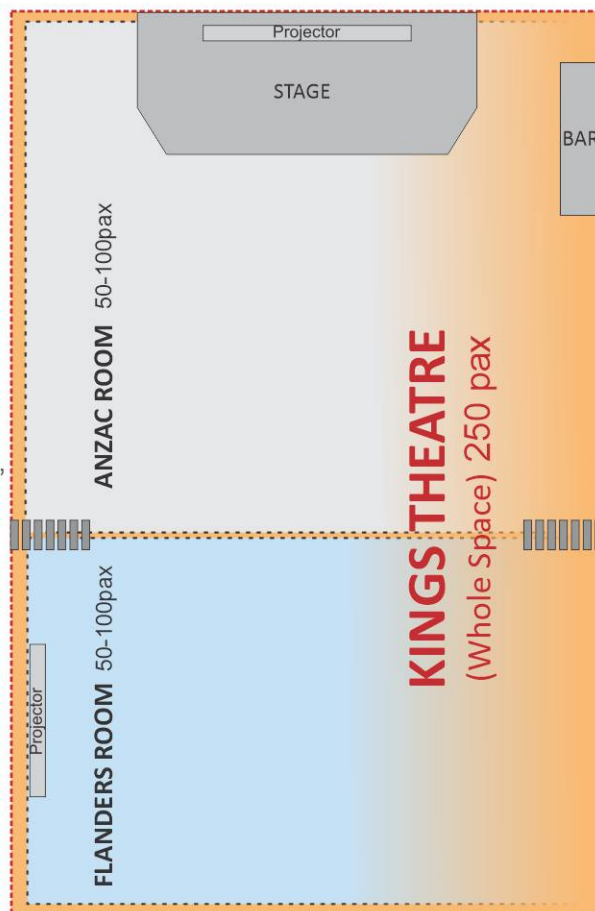 Projector
STAGE
BAR
ANZAC ROOM 50-100pax
KINGS THEATRE
(Whole Space) 250 pax
,
FLANDERS ROOM 50-100pax
Projector